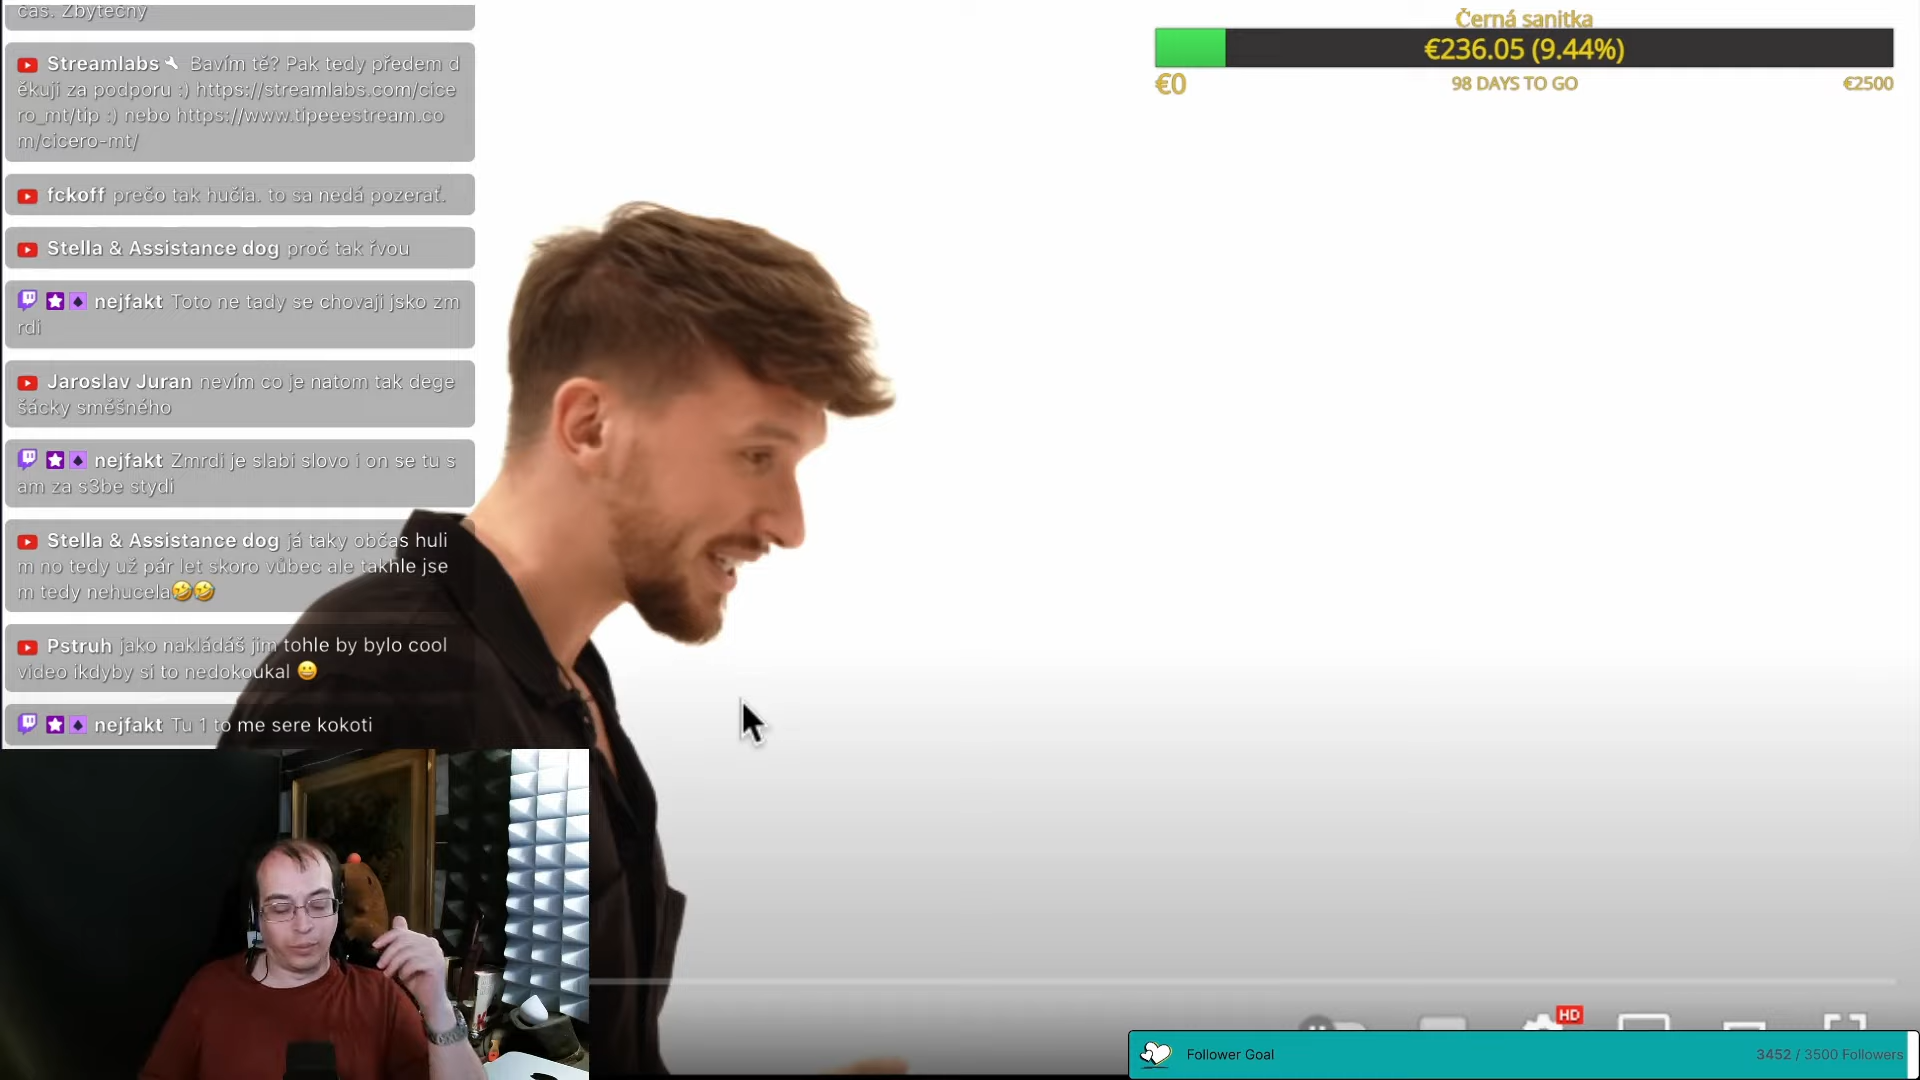 čas. Zbytečný
Streamlabs Bavím tě? Pak tedy předem d
ěkuji za podporu :) https://streamlabs.com/cice
ro_mt/tip :) nebo https://www.tipeeestream.co
m/cicero-mt/
fckoff prečo tak hučia. to sa nedá pozerať.
Stella & Assistance dog proč tak řvou
nejfakt Toto ne tady se chovaji jsko zm
rdi
Jaroslav Juran nevím co je natom tak dege
šácky směšného
nejfakt Zmrdi je slabi slovo i on se tu s
am za s3be stydi
Stella & Assistance dog já taky občas huli
m no tedy už pár let skoro vůbec ale takhle jse
m tedy nehucela🤣🤣
Pstruh jako nakládáš jim tohle by bylo cool
video ikdyby si to nedokoukal 😀
nejfakt Tu 1 to me sere kokoti
Černá sanitka
€236.05 (9.44%)
€0 98 DAYS TO GO €2500
HD
Follower Goal 3452 / 3500 Followers